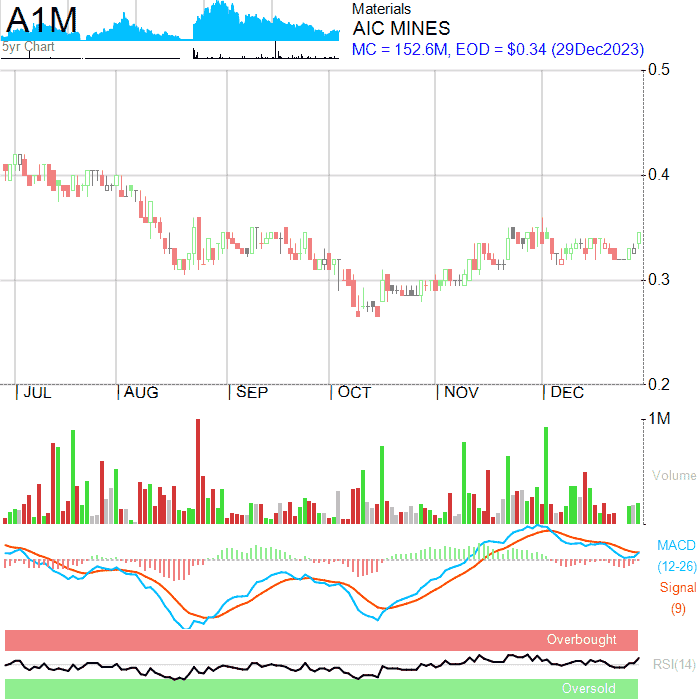 A1M
5yr Chart
Materials
AIC MINES
MC = 152.6M, EOD = $0.34 (29Dec2023)
0.5
0.4
0.3
0.2
JUL AUG SEP OCT NOV DEC
1M
Volume
MACD
(12-26)
Signal
(9)
Overbought
RSI(14)
Oversold